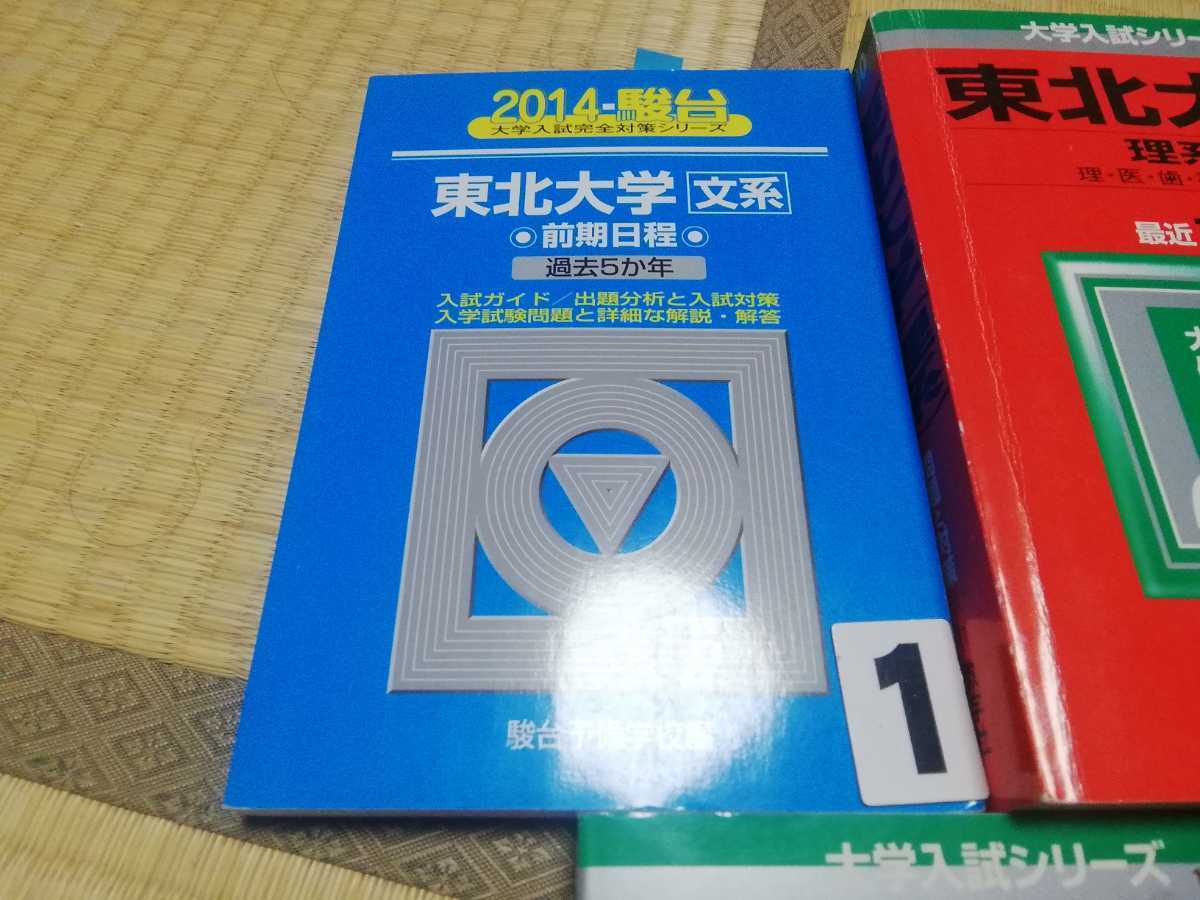 2014-駿台
大学入試完全対策シリーズ
東北大学 文系
前期日程
過去5か年
入試ガイド/出題分析と入試対策
入学試験問題と詳細な解説・解答
駿台予備学校
1
大学入試シリ
東北大
理系
理・医・歯・
最近
大学入試シリーズ